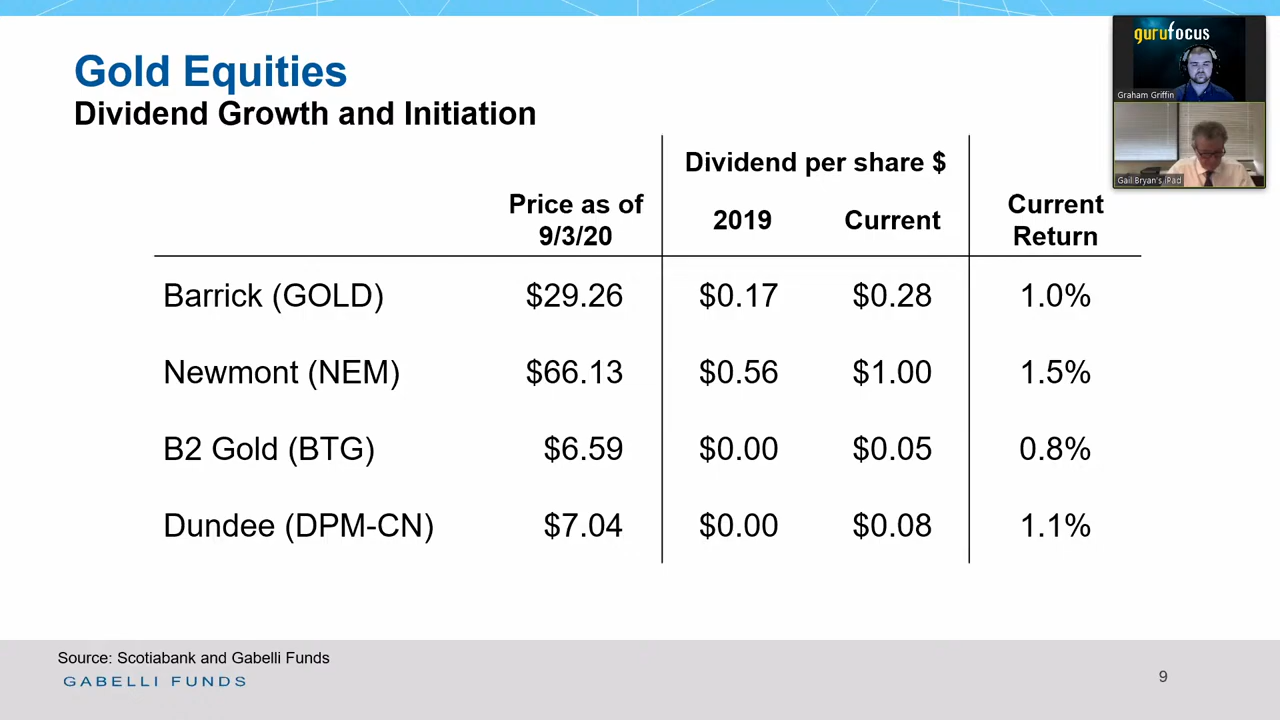 Gold Equities
Dividend Growth and Initiation
gurufocus
Graham Griffin
Gail Bryan's iPad
Dividend per share $
Price as of 9/3/20 2019 Current Current Return
Barrick (GOLD) $29.26 $0.17 $0.28 1.0%
Newmont (NEM) $66.13 $0.56 $1.00 1.5%
B2 Gold (BTG) $6.59 $0.00 $0.05 0.8%
Dundee (DPM-CN) $7.04 $0.00 $0.08 1.1%
Source: Scotiabank and Gabelli Funds
GABELLI FUNDS
9